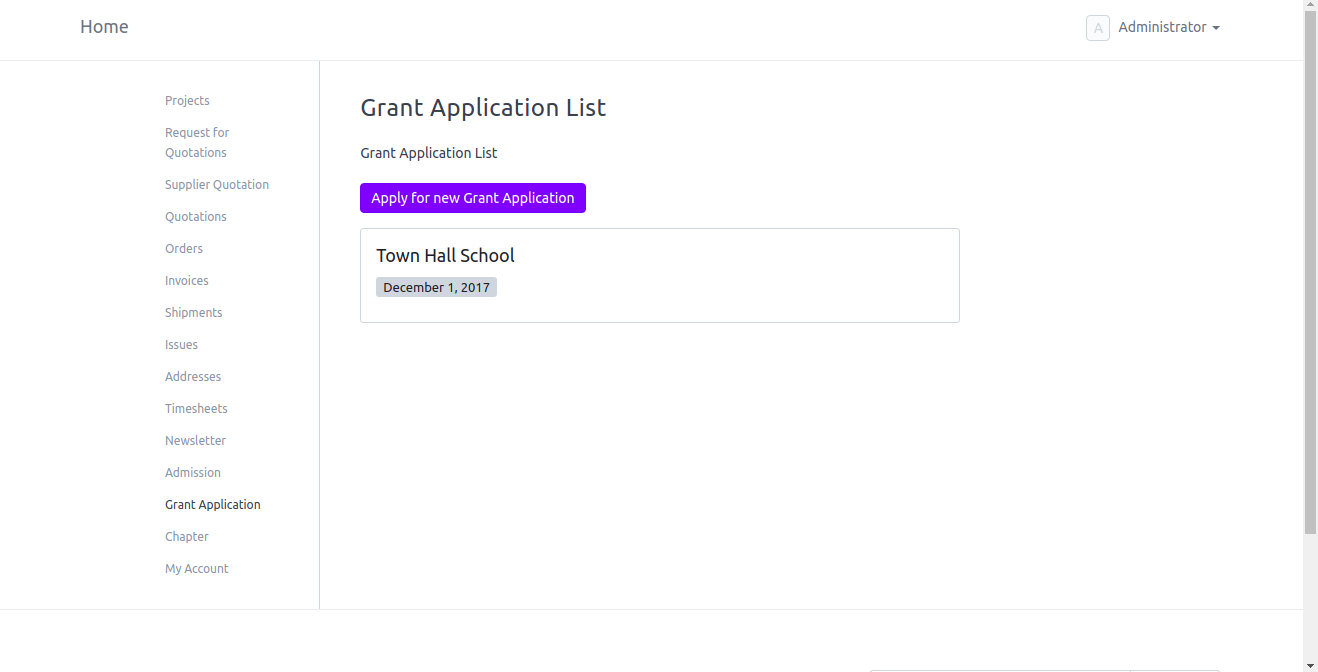 Home
A
Administrator
Projects
Request for
Quotations
Supplier Quotation
Quotations
Orders
Invoices
Shipments
Issues
Addresses
Timesheets
Newsletter
Admission
Grant Application
Chapter
My Account
Grant Application List
Grant Application List
Apply for new Grant Application
Town Hall School
December 1, 2017